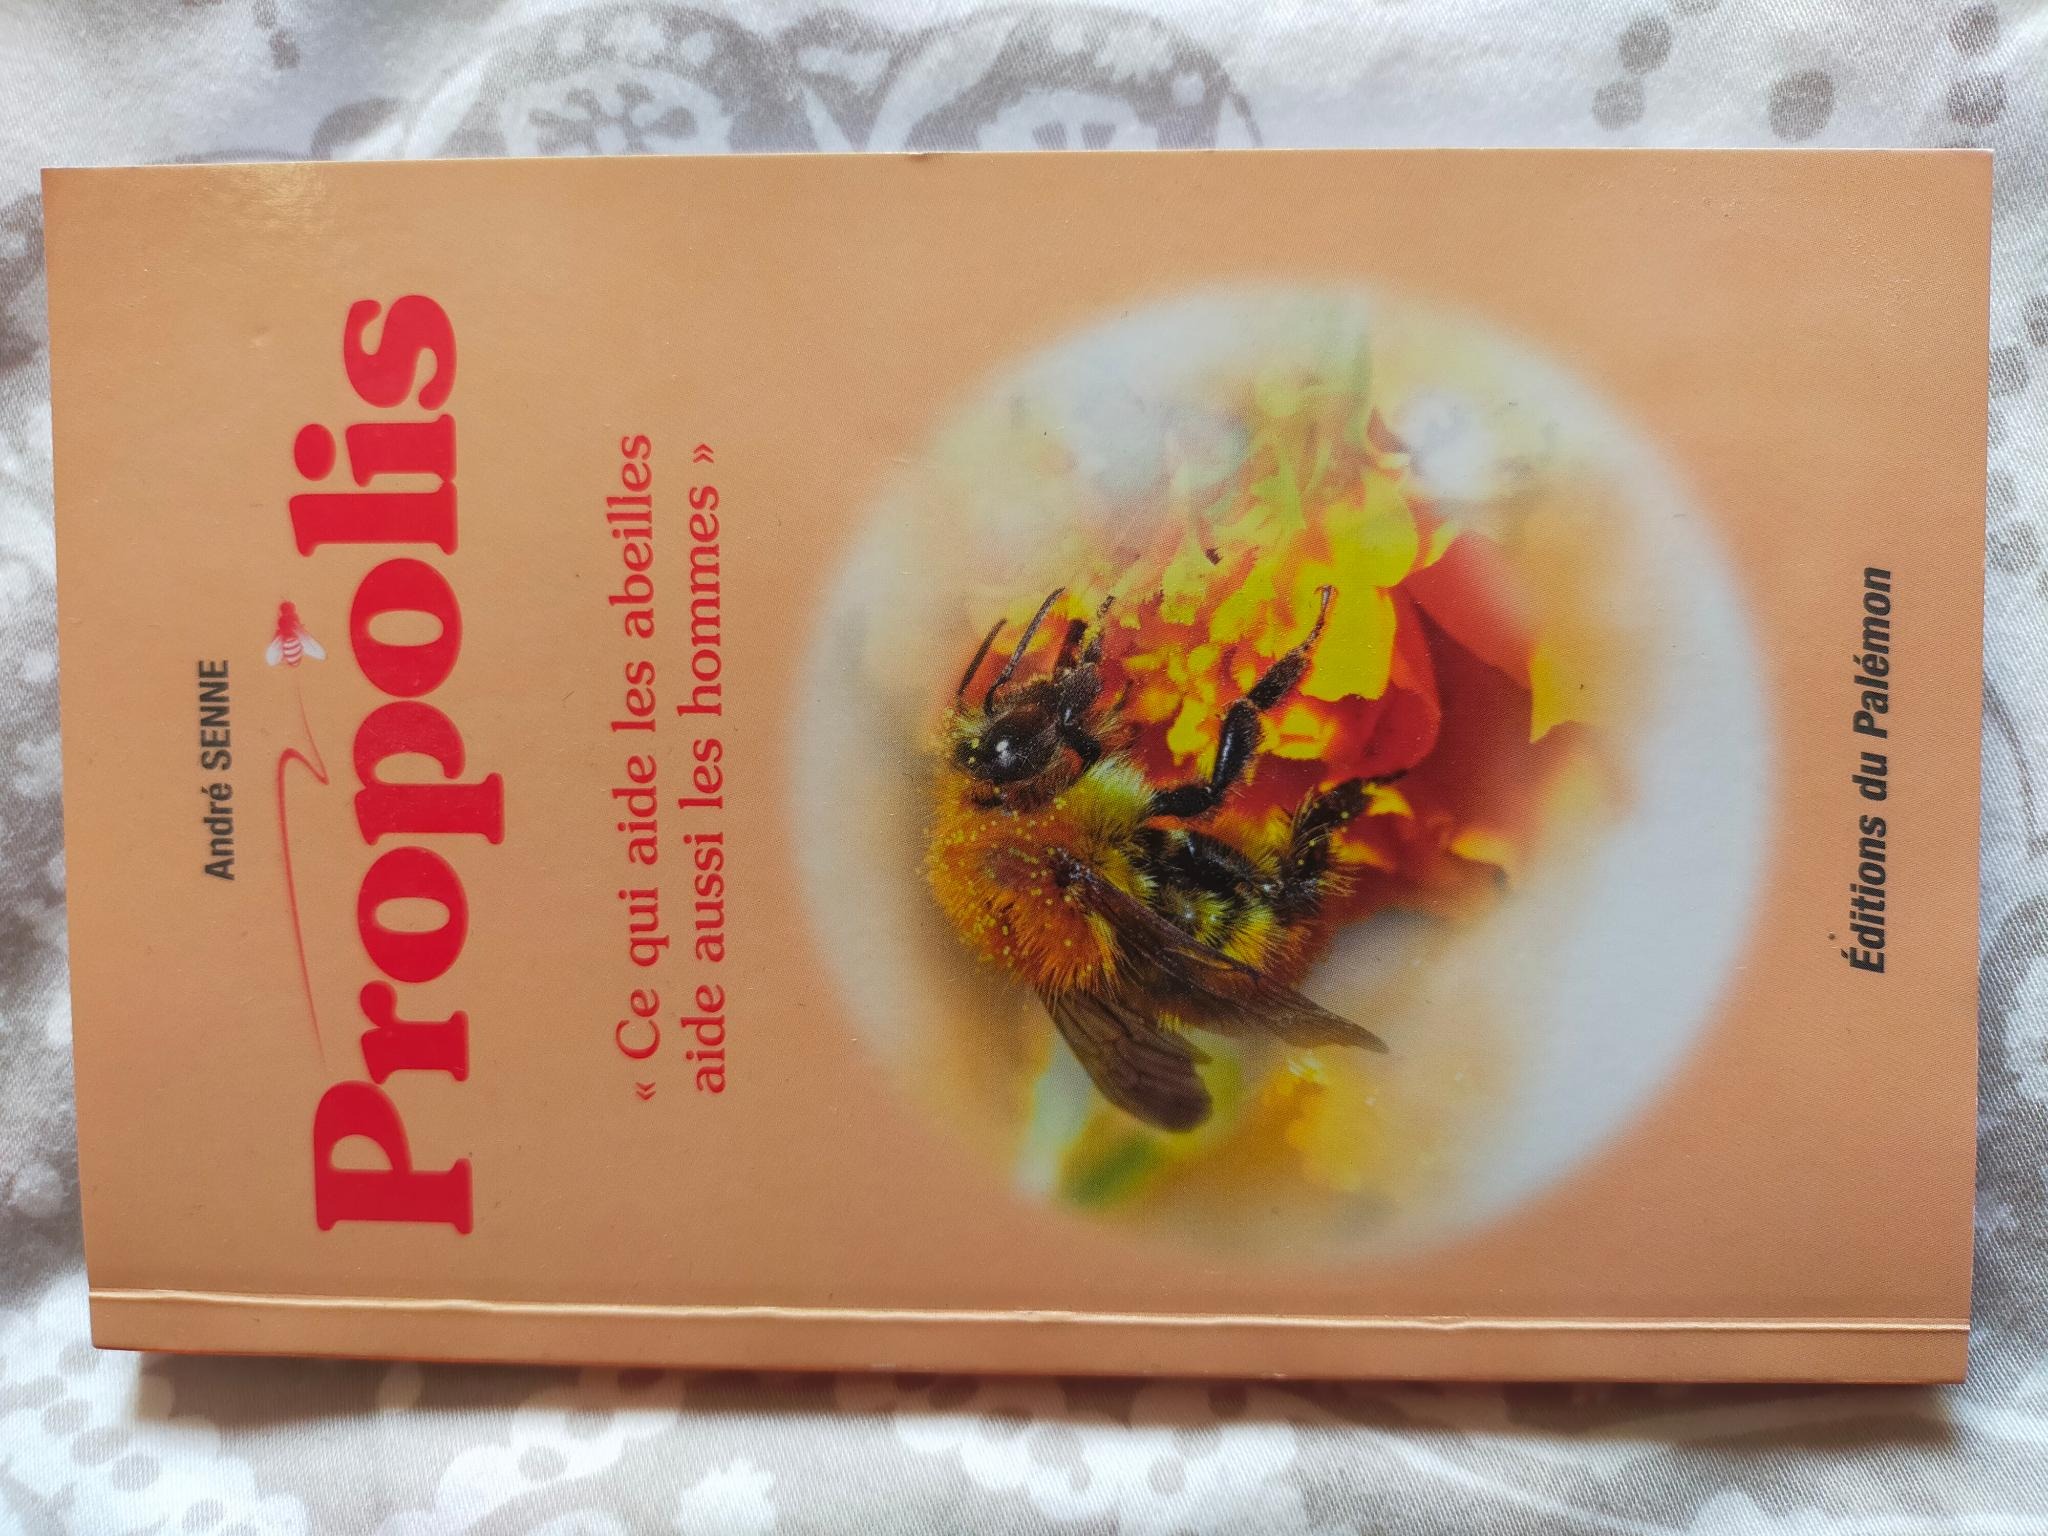 André SENNE
Propolis
« Ce qui aide les abeilles
aide aussi les hommes »
Éditions du Palémon